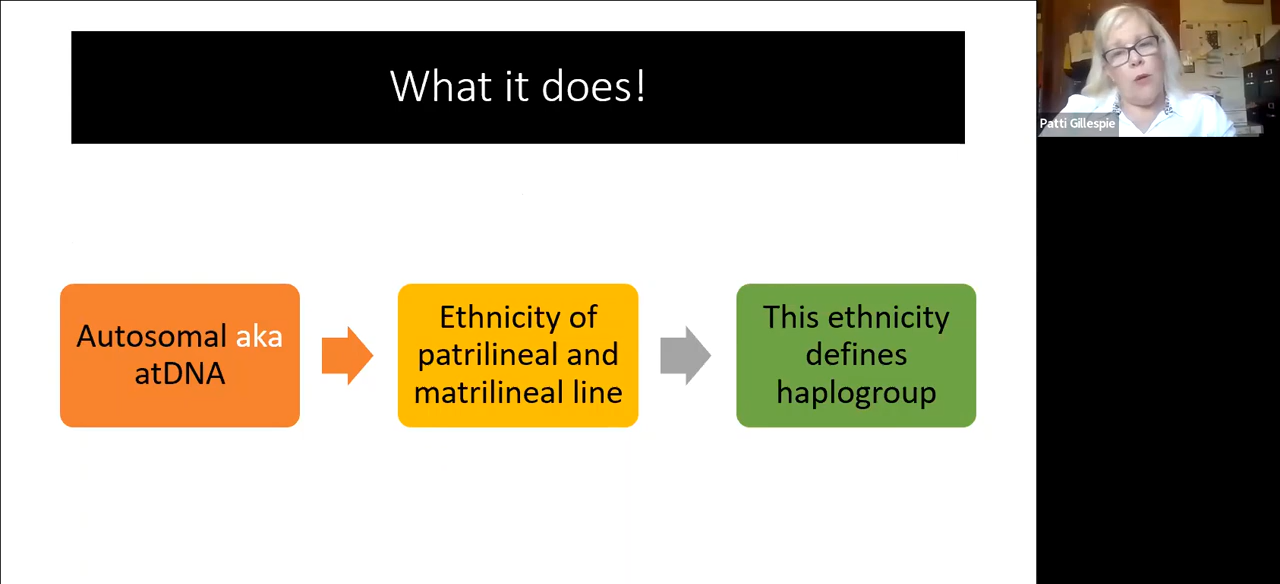 What it does!
Patti Gillespie
Autosomal aka
atDNA
Ethnicity of
patrilineal and
matrilineal line
This ethnicity
defines
haplogroup